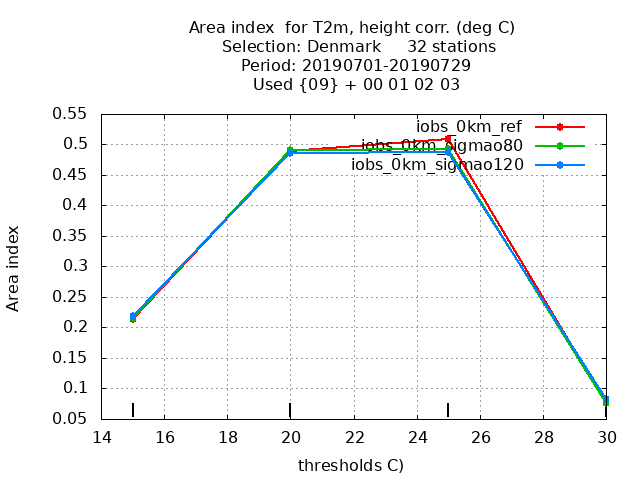 Area index  for T2m, height corr. (deg C)
Selection: Denmark     32 stations
Period: 20190701-20190729
Used {09} + 00 01 02 03
0.55
0.5
0.45
0.4
0.35
0.3
0.25
0.2
0.15
0.1
0.05
Area index
iobs_0km_ref
iobs_0km_sigmao80
iobs_0km_sigmao120
14 16 18 20 22 24 26 28 30
thresholds C)